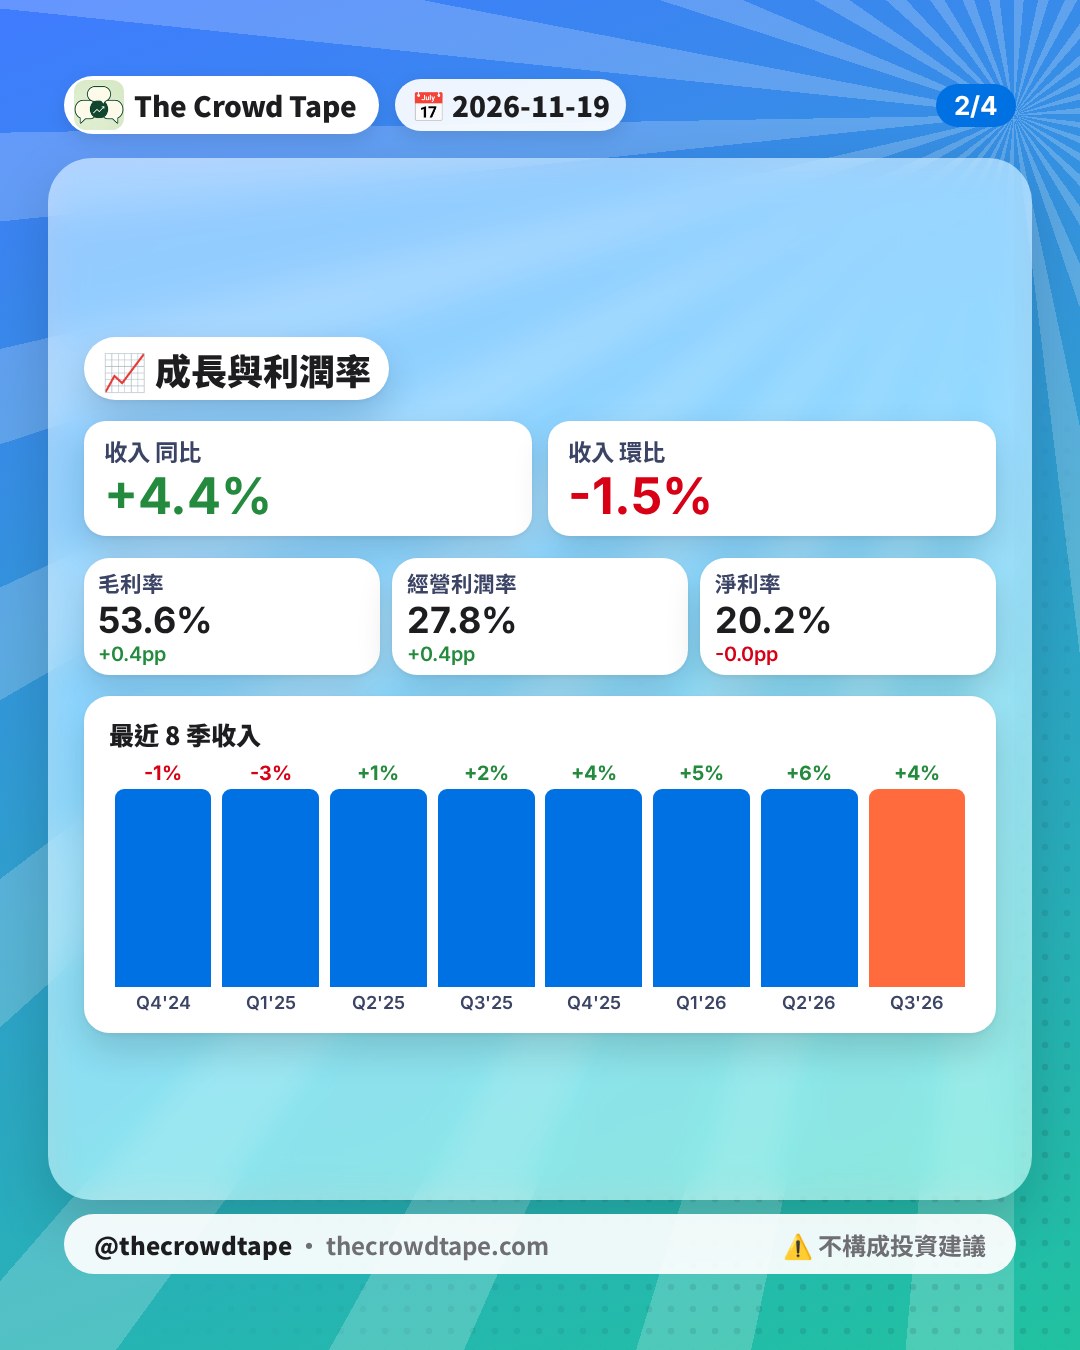 The Crowd Tape
2026-11-19
2/4
成長與利潤率
收入 同比
+4.4%
收入 環比
-1.5%
毛利率
53.6%
+0.4pp
經營利潤率
27.8%
+0.4pp
淨利率
20.2%
-0.0pp
最近 8 季收入
-1% -3% +1% +2% +4% +5% +6% +4%
Q4'24 Q1'25 Q2'25 Q3'25 Q4'25 Q1'26 Q2'26 Q3'26
@thecrowdtape • thecrowdtape.com
⚠️ 不構成投資建議